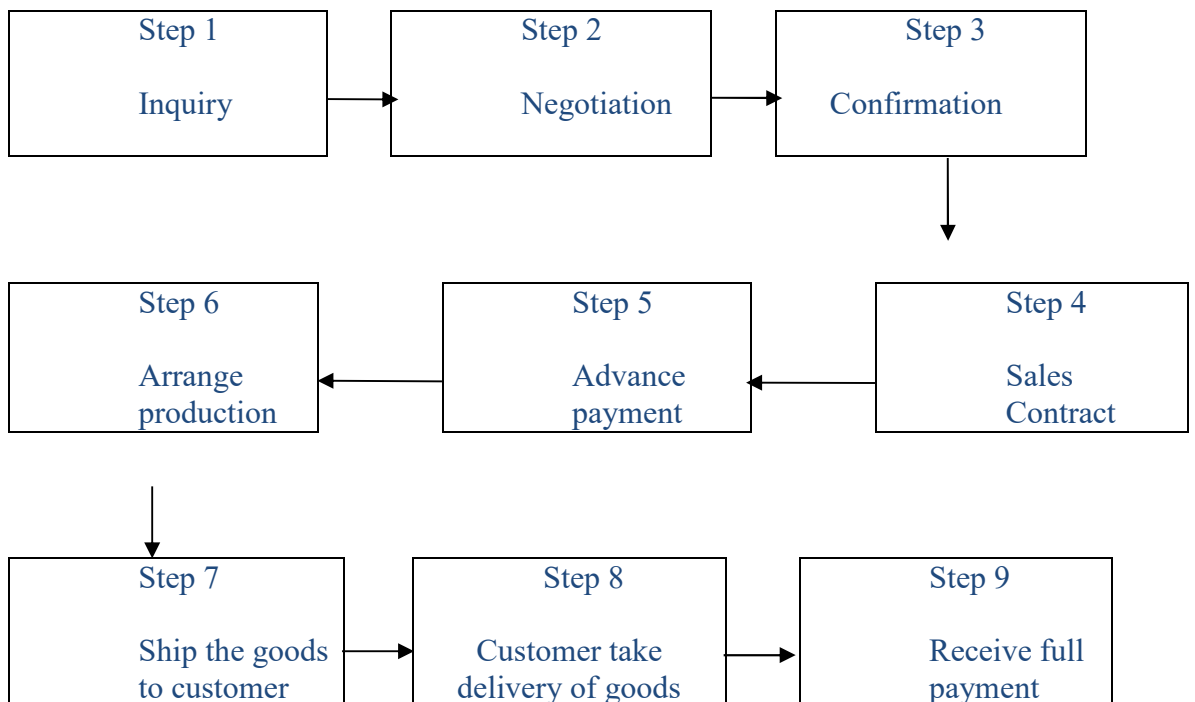 Step 1
Inquiry
Step 2
Negotiation
Step 3
Confirmation
Step 4
Sales
Contract
Step 5
Advance
payment
Step 6
Arrange
production
Step 7
Ship the goods
to customer
Step 8
Customer take
delivery of goods
Step 9
Receive full
payment